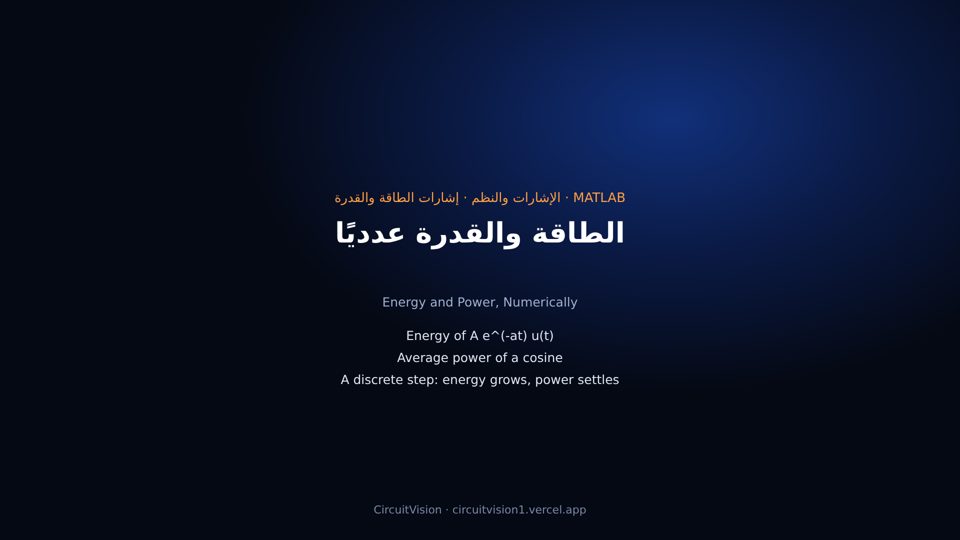 MATLAB · الإشارات والنظم · إشارات الطاقة والقدرة
الطاقة والقدرة عدديًا
Energy and Power, Numerically
Energy of A e^(-at) u(t)
Average power of a cosine
A discrete step: energy grows, power settles
CircuitVision · circuitvision1.vercel.app